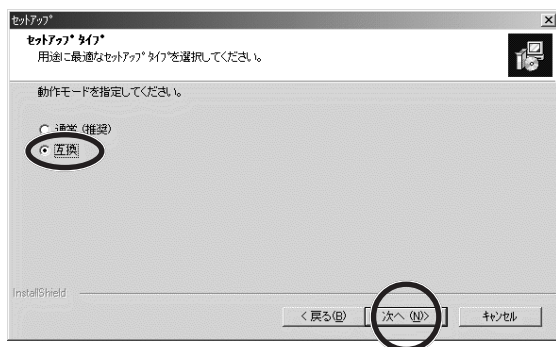 セットアップ
セットアップ タイプ
用途に最適なセットアップ タイプを選択してください。
動作モードを指定してください。
通常 (推奨)
互換
InstallShield
< 戻る(B) 次へ (N)> キャンセル